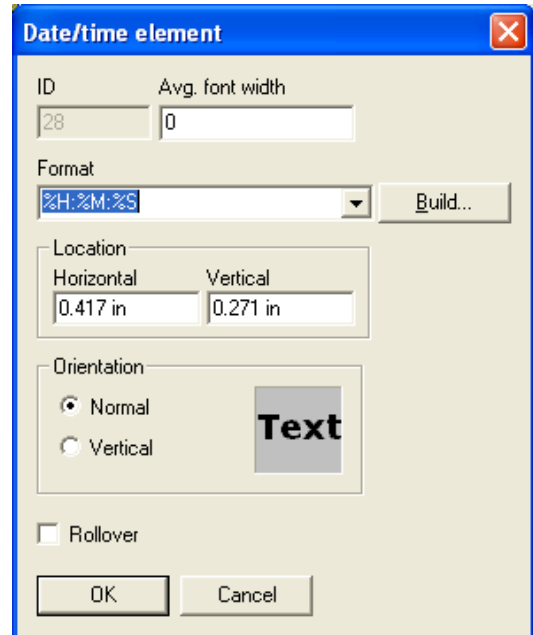 Date/time element
ID Avg. font width
28 0
Format
%H:%M:%S Build...
Location
Horizontal Vertical
0.417 in 0.271 in
Orientation
Normal
Text
Vertical
Rollover
OK Cancel